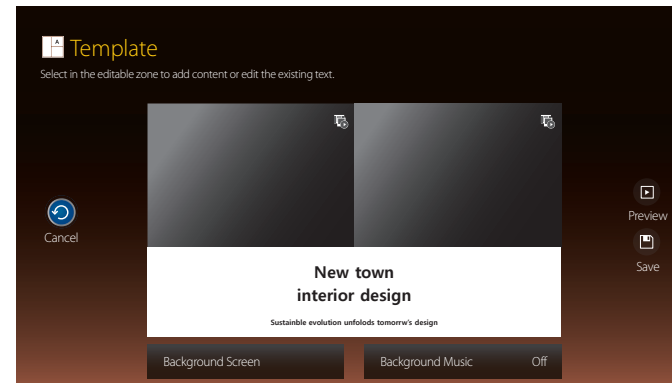 A
Template
Select in the editable zone to add content or edit the existing text.
Cancel
Preview
Save
New town
interior design
Sustainble evolution unfolods tomorrw's design
Background Screen
Background Music Off